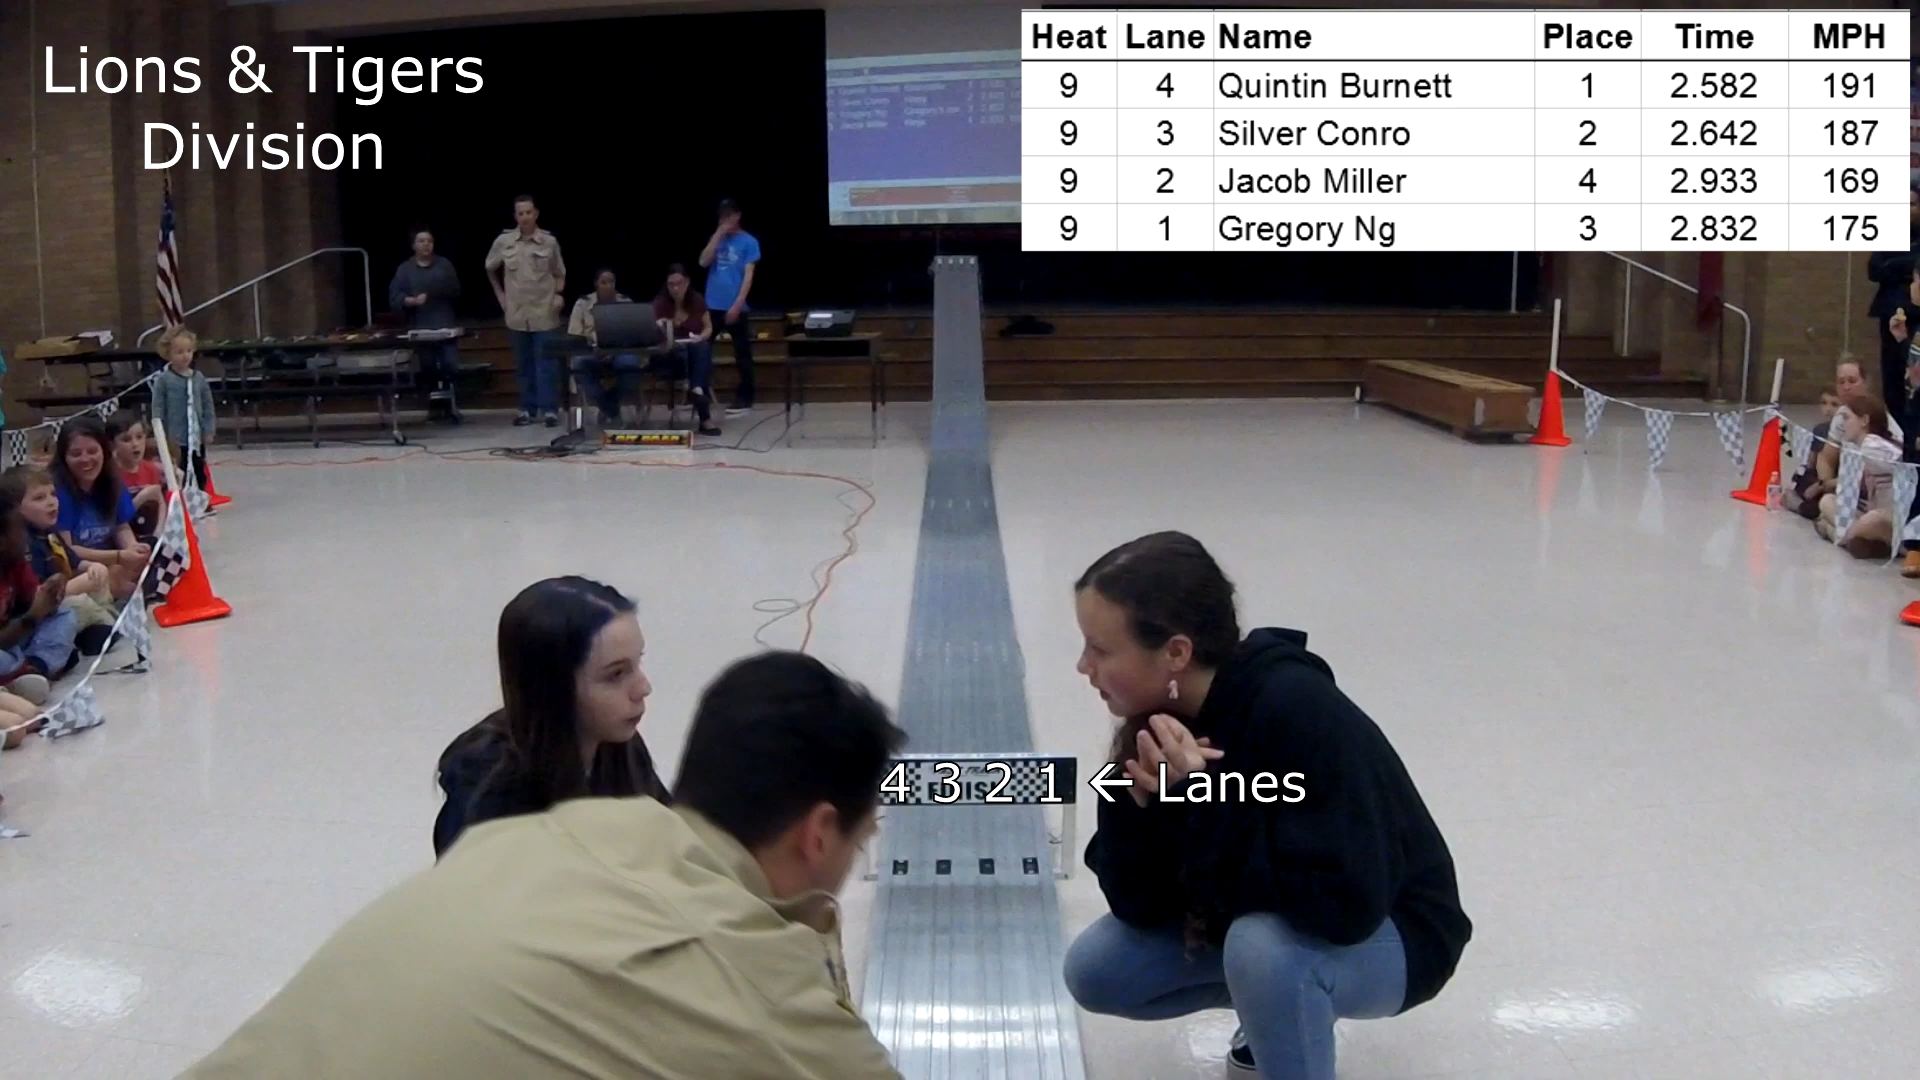 Lions & Tigers
Division
Heat Lane Name Place Time MPH
9 4 Quintin Burnett 1 2.582 191
9 3 Silver Conro 2 2.642 187
9 2 Jacob Miller 4 2.933 169
9 1 Gregory Ng 3 2.832 175
4 3 2 1 ← Lanes